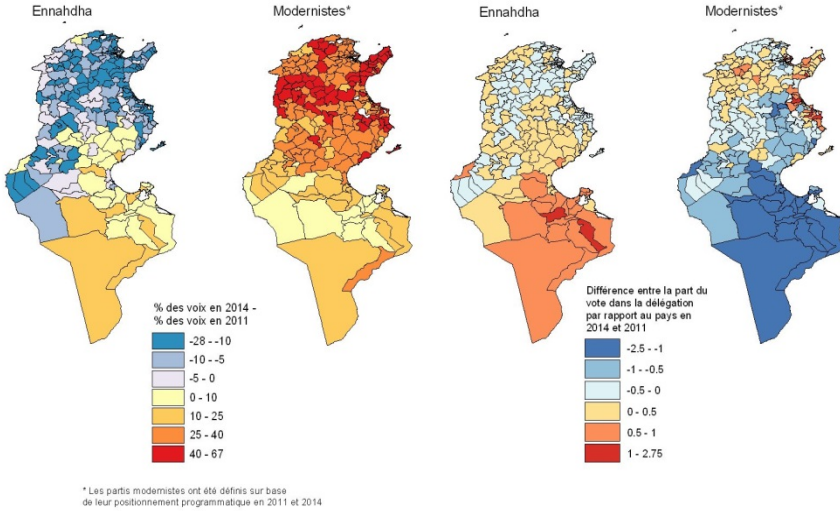 Ennahdha
Modernistes*
Ennahdha
Modernistes*
% des voix en 2014 -
% des voix en 2011
-28 - -10
-10 - -5
-5 - 0
0 - 10
10 - 25
25 - 40
40 - 67
Différence entre la part du
vote dans la délégation
par rapport au pays en
2014 et 2011
-2.5 - -1
-1 - -0.5
-0.5 - 0
0 - 0.5
0.5 - 1
1 - 2.75
* Les partis modernistes ont été définis sur base
de leur positionnement programmatique en 2011 et 2014